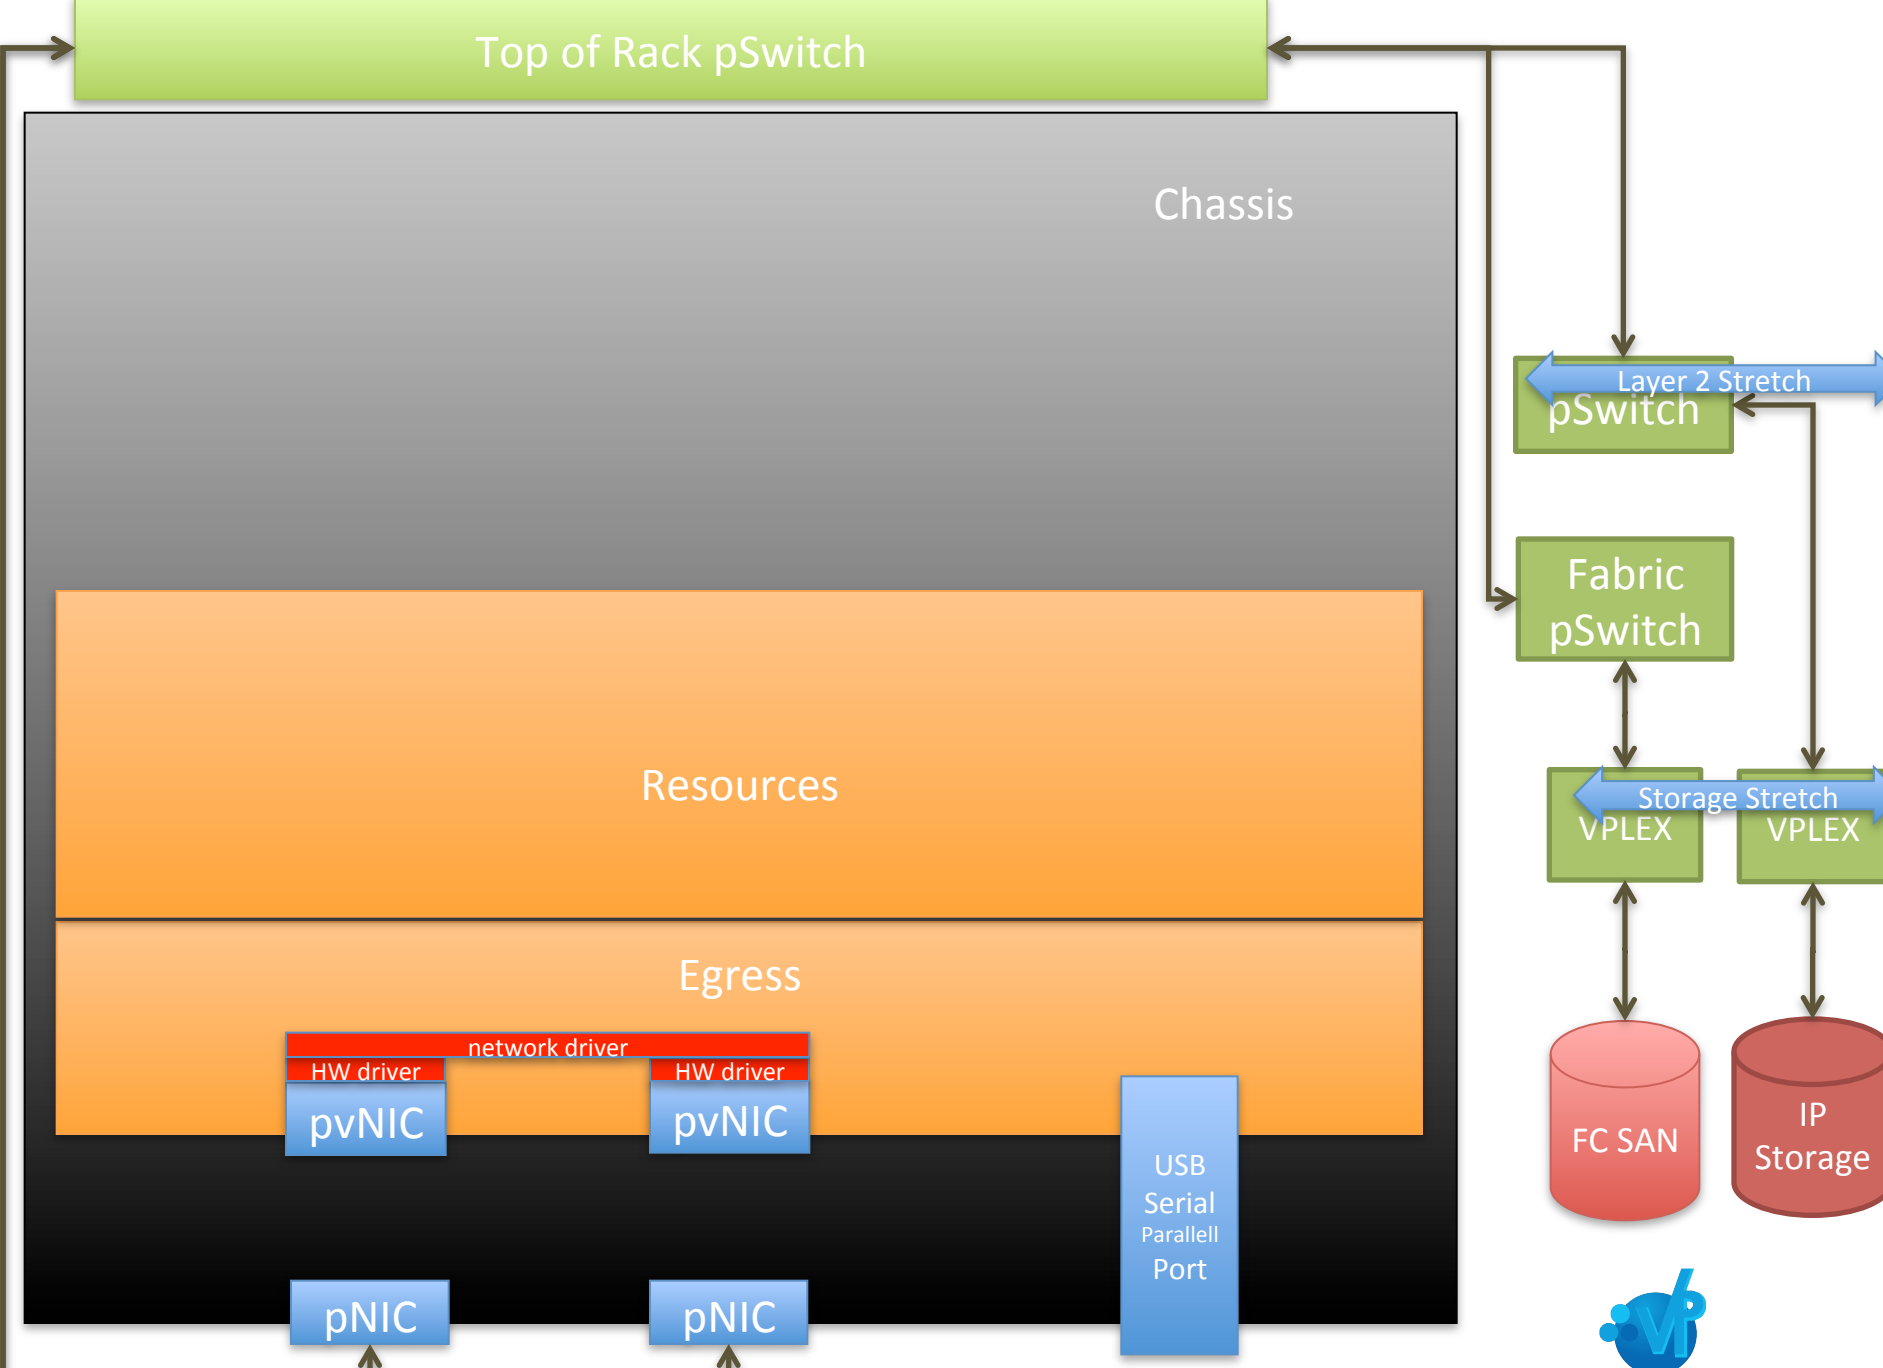 Top of Rack pSwitch
Chassis
Layer 2 Stretch
pSwitch
Fabric
pSwitch
Resources
Storage Stretch
VPLEX
VPLEX
Egress
network driver
HW driver
HW driver
pvNIC
pvNIC
FC SAN
IP
Storage
USB
Serial
Parallell
Port
pNIC
pNIC
VP